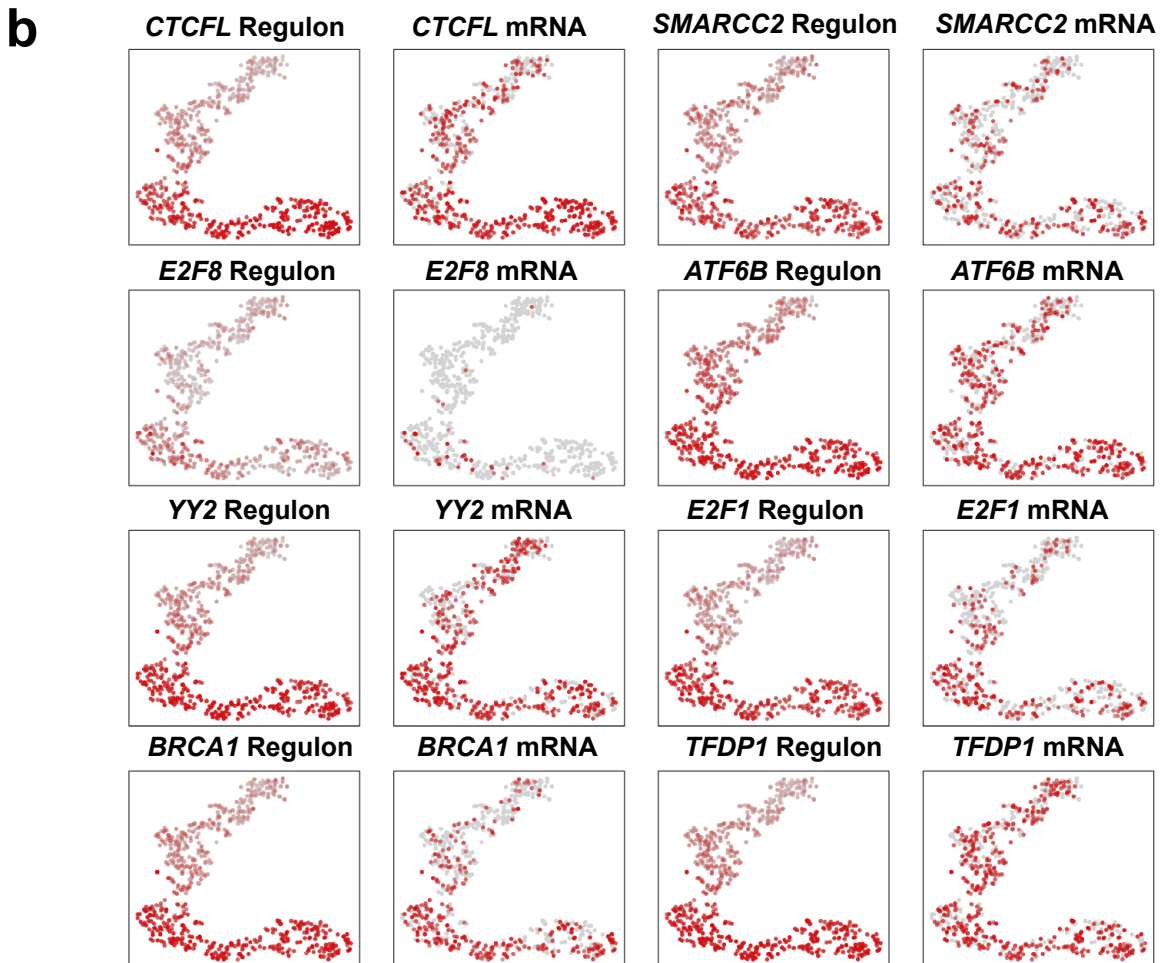 b
CTCFL Regulon
CTCFL mRNA
SMARCC2 Regulon
SMARCC2 mRNA
E2F8 Regulon
E2F8 mRNA
ATF6B Regulon
ATF6B mRNA
YY2 Regulon
YY2 mRNA
E2F1 Regulon
E2F1 mRNA
BRCA1 Regulon
BRCA1 mRNA
TFDP1 Regulon
TFDP1 mRNA